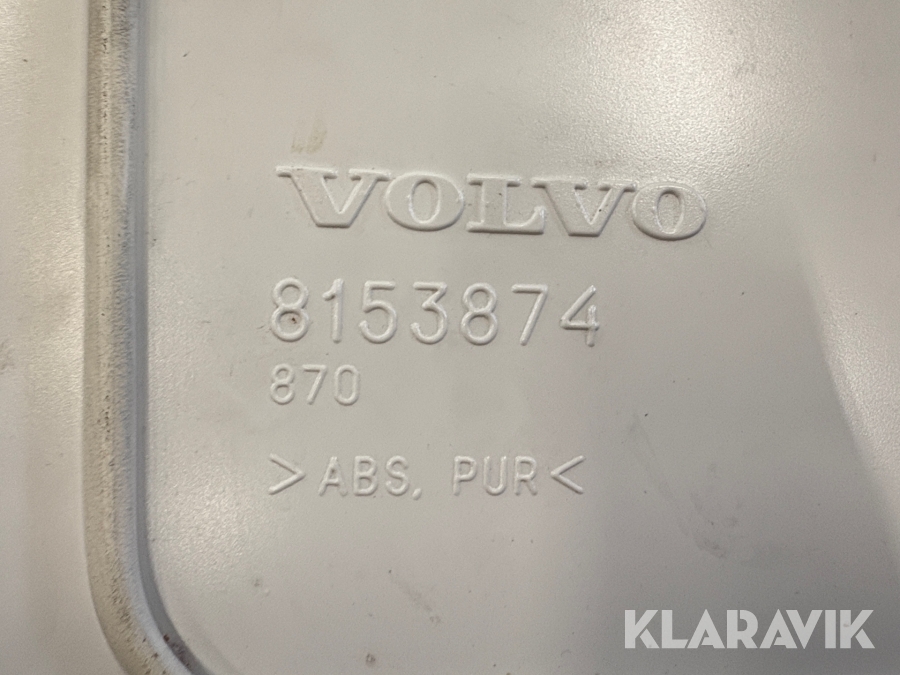 VOLVO
8153874
870
>ABS, PUR<
KLARAVIK